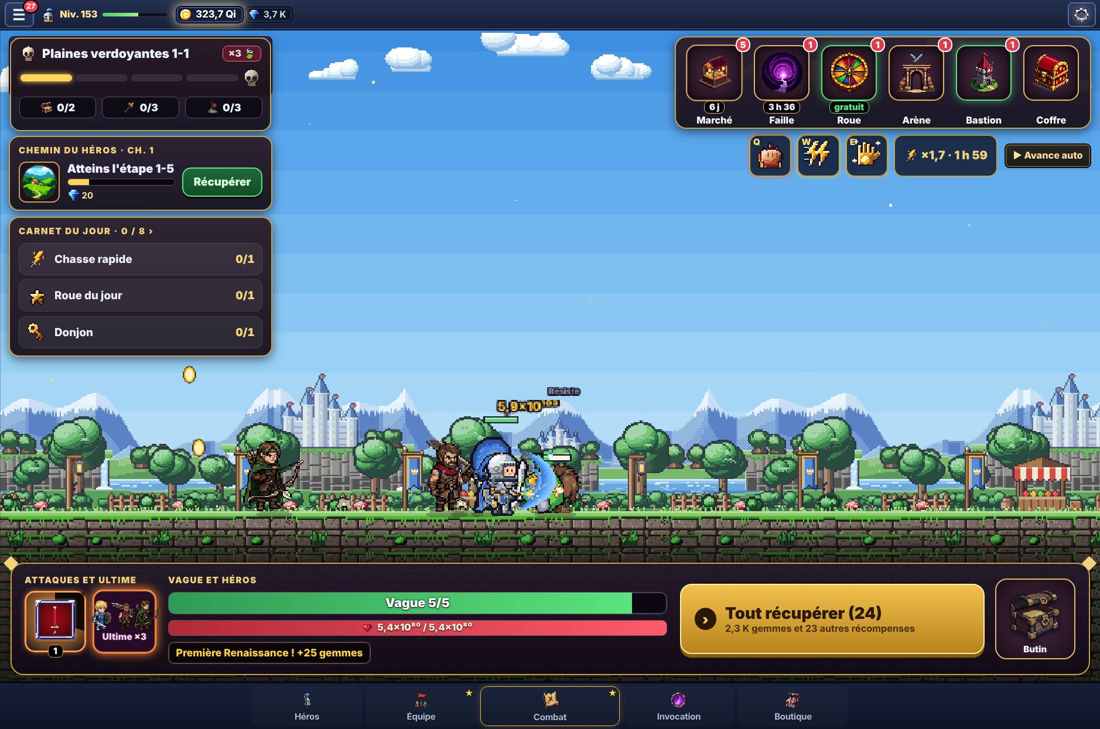 27
Niv. 153
323,7 Qi
3,7 K
Plaines verdoyantes 1-1
×3
0/2
0/3
0/3
CHEMIN DU HÉROS · CH. 1
Atteins l'étape 1-5
20
Récupérer
CARNET DU JOUR · 0 / 8 ›
Chasse rapide 0/1
Roue du jour 0/1
Donjon 0/1
5
1
1
1
1
6 j
3 h 36
gratuit
Marché
Faille
Roue
Arène
Bastion
Coffre
Q
W
E
×1,7 · 1 h 59
Avance auto
Résiste
ATTAQUES ET ULTIME
1
Ultime ×3
VAGUE ET HÉROS
Vague 5/5
5,4×10⁸⁰ / 5,4×10⁸⁰
Première Renaissance ! +25 gemmes
Tout récupérer (24)
2,3 K gemmes et 23 autres récompenses
Butin
Héros
Équipe
Combat
Invocation
Boutique